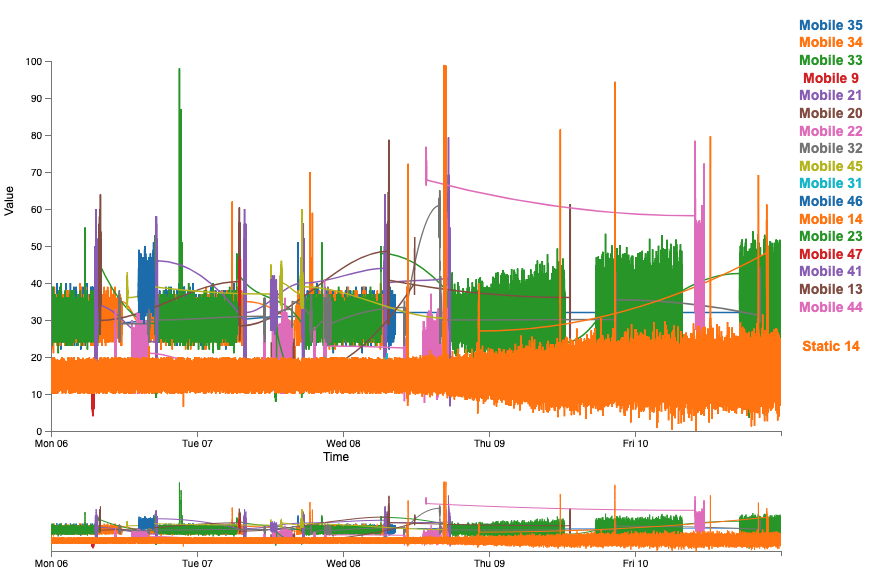 Mobile 35
Mobile 34
Mobile 33
Mobile 9
Mobile 21
Mobile 20
Mobile 22
Mobile 32
Mobile 45
Mobile 31
Mobile 46
Mobile 14
Mobile 23
Mobile 47
Mobile 41
Mobile 13
Mobile 44
Static 14
Value
100
90
80
70
60
50
40
30
20
10
0
Mon 06 Tue 07 Wed 08 Thu 09 Fri 10
Time
Mon 06 Tue 07 Wed 08 Thu 09 Fri 10